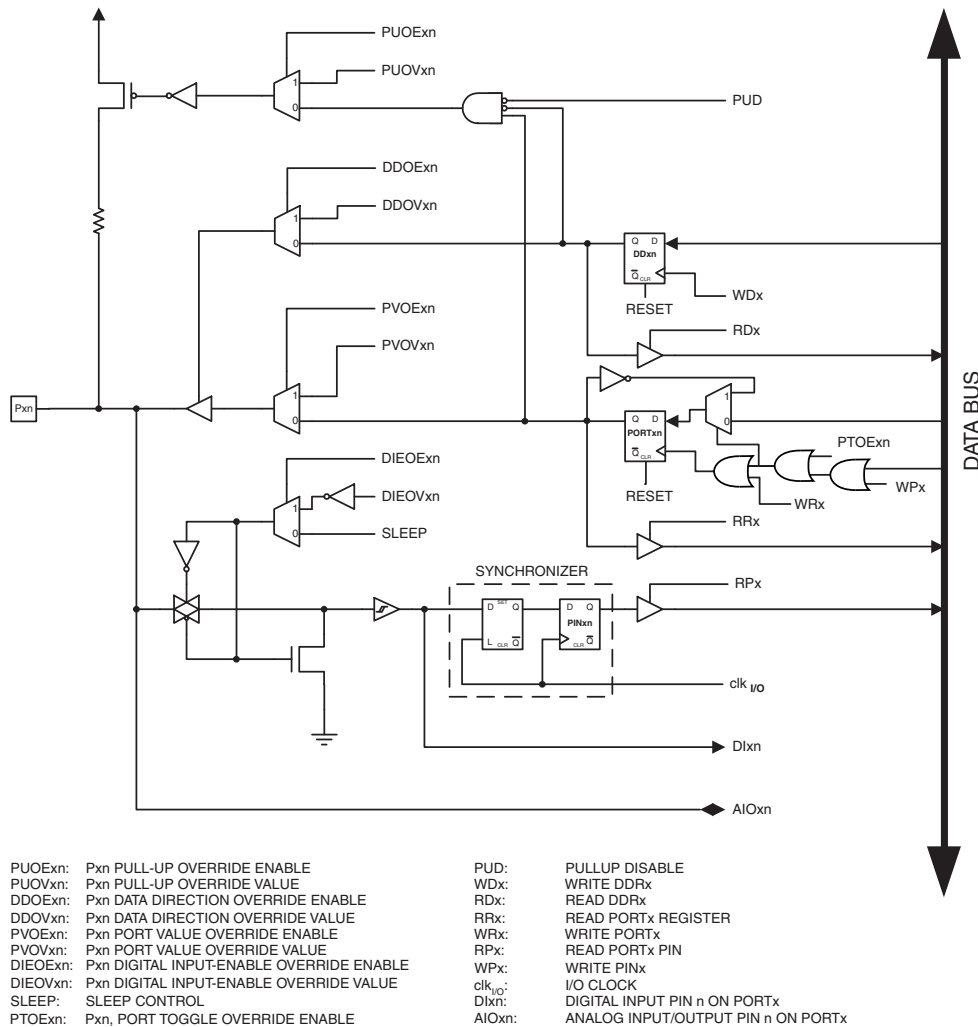 PUOExn
PUOVxn
1
0
PUD
DDOExn
DDOVxn
1
0
Q D
DDxn
Q CLR
WDx
RESET
PVOExn
RDx
PVOVxn
Pxn
1
0
1
0
Q D
PORTxn
Q CLR
PTOExn
DATA BUS
DIEOExn
WPx
RESET
WRx
DIEOVxn
1
0
SLEEP
RRx
SYNCHRONIZER
RPx
D SET Q
L CLR Q
D Q
PINxn
CLR Q
clk I/O
DIxn
AIOxn
PUOExn: Pxn PULL-UP OVERRIDE ENABLE
PUOVxn: Pxn PULL-UP OVERRIDE VALUE
DDOExn: Pxn DATA DIRECTION OVERRIDE ENABLE
DDOVxn: Pxn DATA DIRECTION OVERRIDE VALUE
PVOExn: Pxn PORT VALUE OVERRIDE ENABLE
PVOVxn: Pxn PORT VALUE OVERRIDE VALUE
DIEOExn: Pxn DIGITAL INPUT-ENABLE OVERRIDE ENABLE
DIEOVxn: Pxn DIGITAL INPUT-ENABLE OVERRIDE VALUE
SLEEP: SLEEP CONTROL
PTOExn: Pxn, PORT TOGGLE OVERRIDE ENABLE
PUD: PULLUP DISABLE
WDx: WRITE DDRx
RDx: READ DDRx
RRx: READ PORTx REGISTER
WRx: WRITE PORTx
RPx: READ PORTx PIN
WPx: WRITE PINx
clk I/O: I/O CLOCK
DIxn: DIGITAL INPUT PIN n ON PORTx
AIOxn: ANALOG INPUT/OUTPUT PIN n ON PORTx